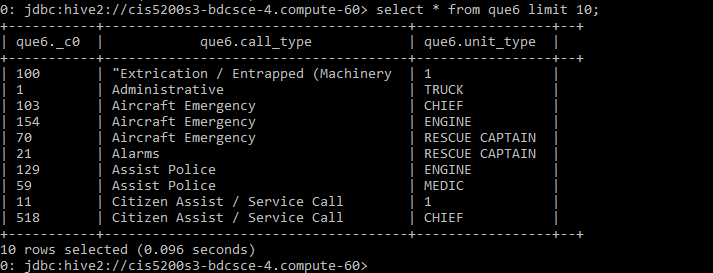 0: jdbc:hive2://cis5200s3-bdcsce-4.compute-60> select * from que6 limit 10;
+-----------+--------------------------------------+-----------------+--+
| que6._c0 | que6.call_type | que6.unit_type |
+-----------+--------------------------------------+-----------------+--+
| 100 | "Extrication / Entrapped (Machinery | 1 |
| 1 | Administrative | TRUCK |
| 103 | Aircraft Emergency | CHIEF |
| 154 | Aircraft Emergency | ENGINE |
| 70 | Aircraft Emergency | RESCUE CAPTAIN |
| 21 | Alarms | RESCUE CAPTAIN |
| 129 | Assist Police | ENGINE |
| 59 | Assist Police | MEDIC |
| 11 | Citizen Assist / Service Call | 1 |
| 518 | Citizen Assist / Service Call | CHIEF |
+-----------+--------------------------------------+-----------------+--+
10 rows selected (0.096 seconds)
0: jdbc:hive2://cis5200s3-bdcsce-4.compute-60>